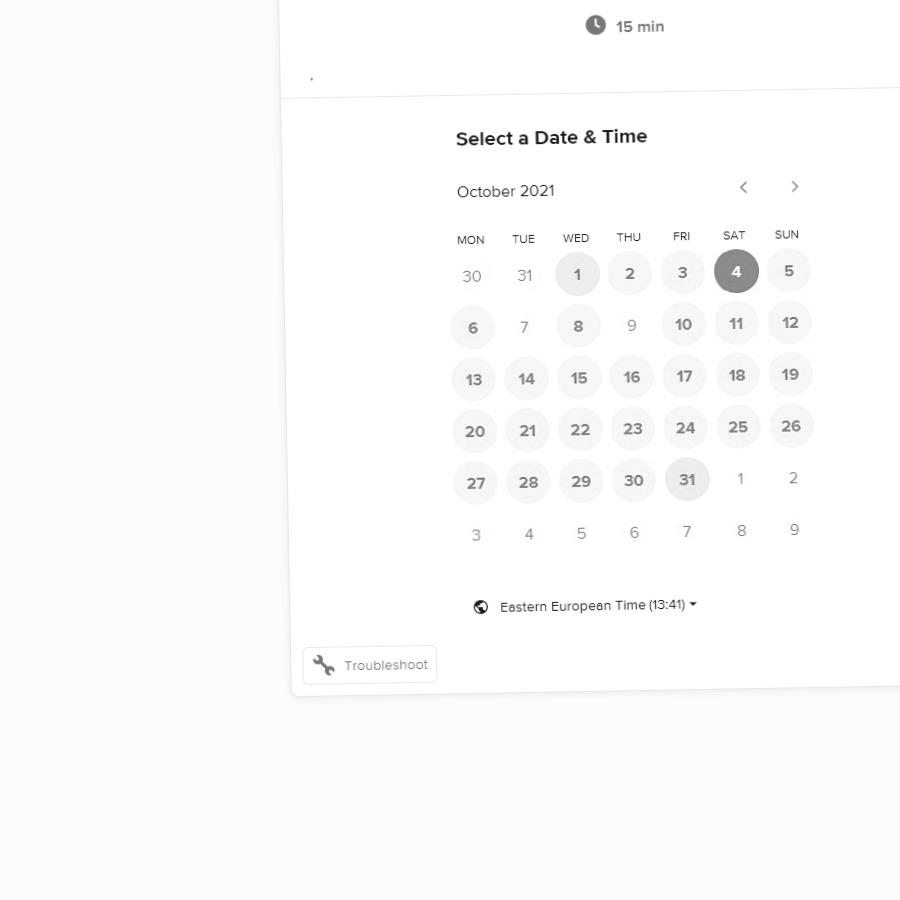 15 min
.
Select a Date & Time
October 2021
MON TUE WED THU FRI SAT SUN
30 31 1 2 3 4 5
6 7 8 9 10 11 12
13 14 15 16 17 18 19
20 21 22 23 24 25 26
27 28 29 30 31 1 2
3 4 5 6 7 8 9
Eastern European Time (13:41)
Troubleshoot